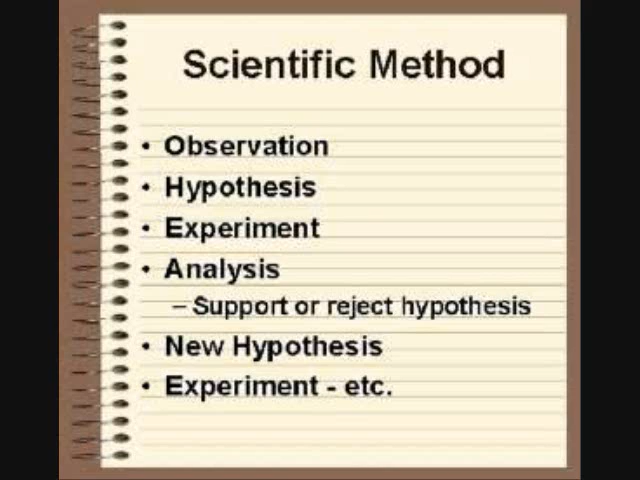 Scientific Method
• Observation
• Hypothesis
• Experiment
• Analysis
– Support or reject hypothesis
• New Hypothesis
• Experiment - etc.